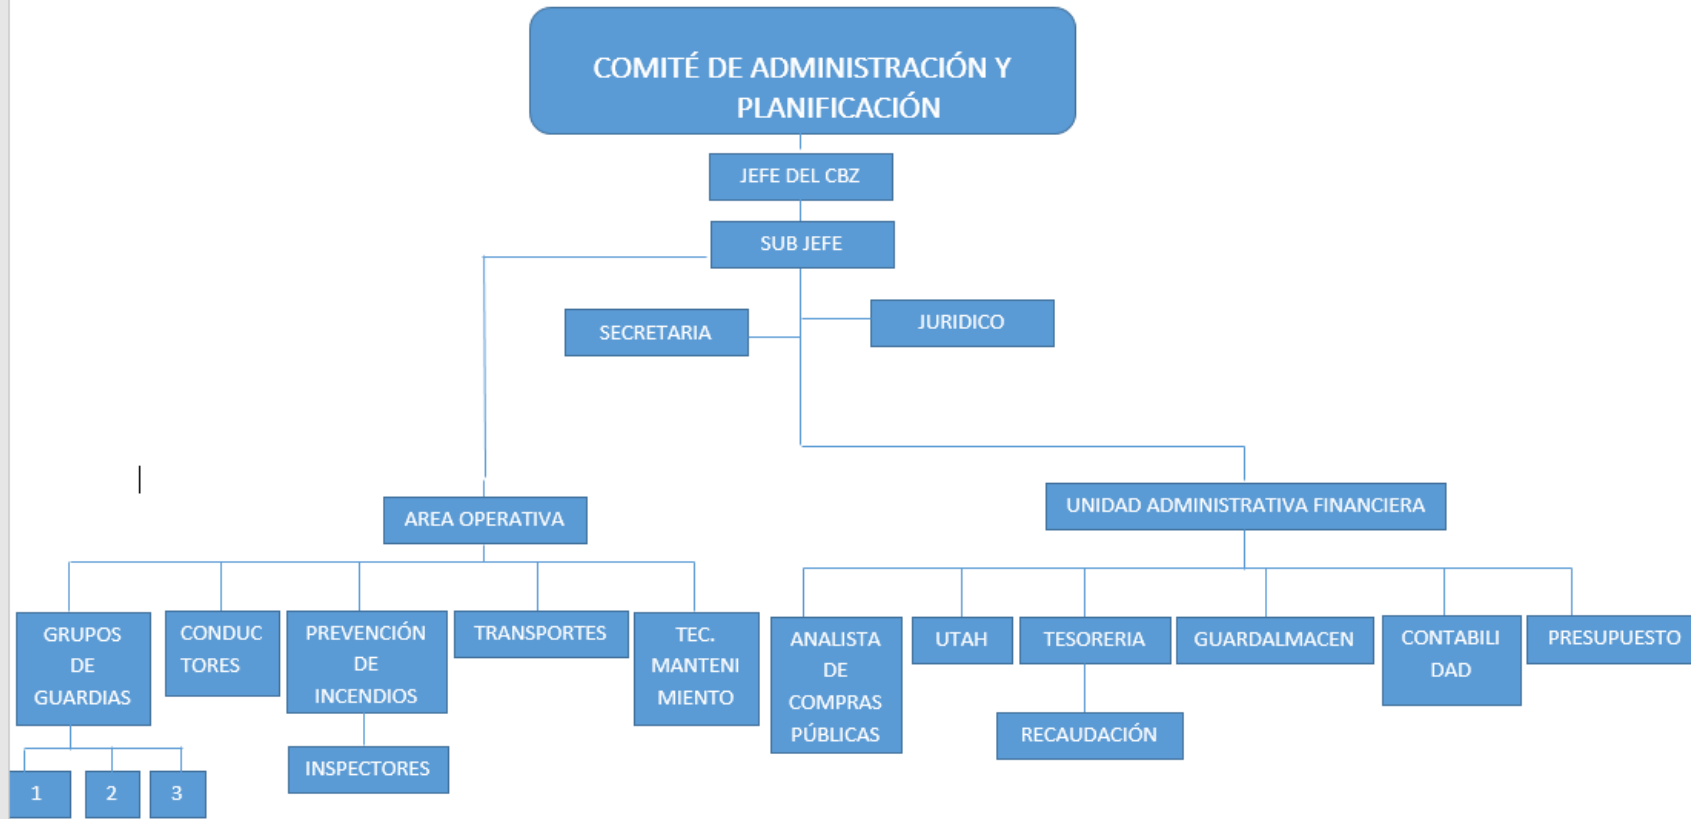 COMITÉ DE ADMINISTRACIÓN Y
PLANIFICACIÓN
JEFE DEL CBZ
SUB JEFE
SECRETARIA
JURIDICO
AREA OPERATIVA
UNIDAD ADMINISTRATIVA FINANCIERA
GRUPOS
DE
GUARDIAS
CONDUC
TORES
PREVENCIÓN
DE
INCENDIOS
TRANSPORTES
TEC.
MANTENI
MIENTO
ANALISTA
DE
COMPRAS
PÚBLICAS
UTAH
TESORERIA
GUARDALMACEN
CONTABILI
DAD
PRESUPUESTO
INSPECTORES
RECAUDACIÓN
1
2
3